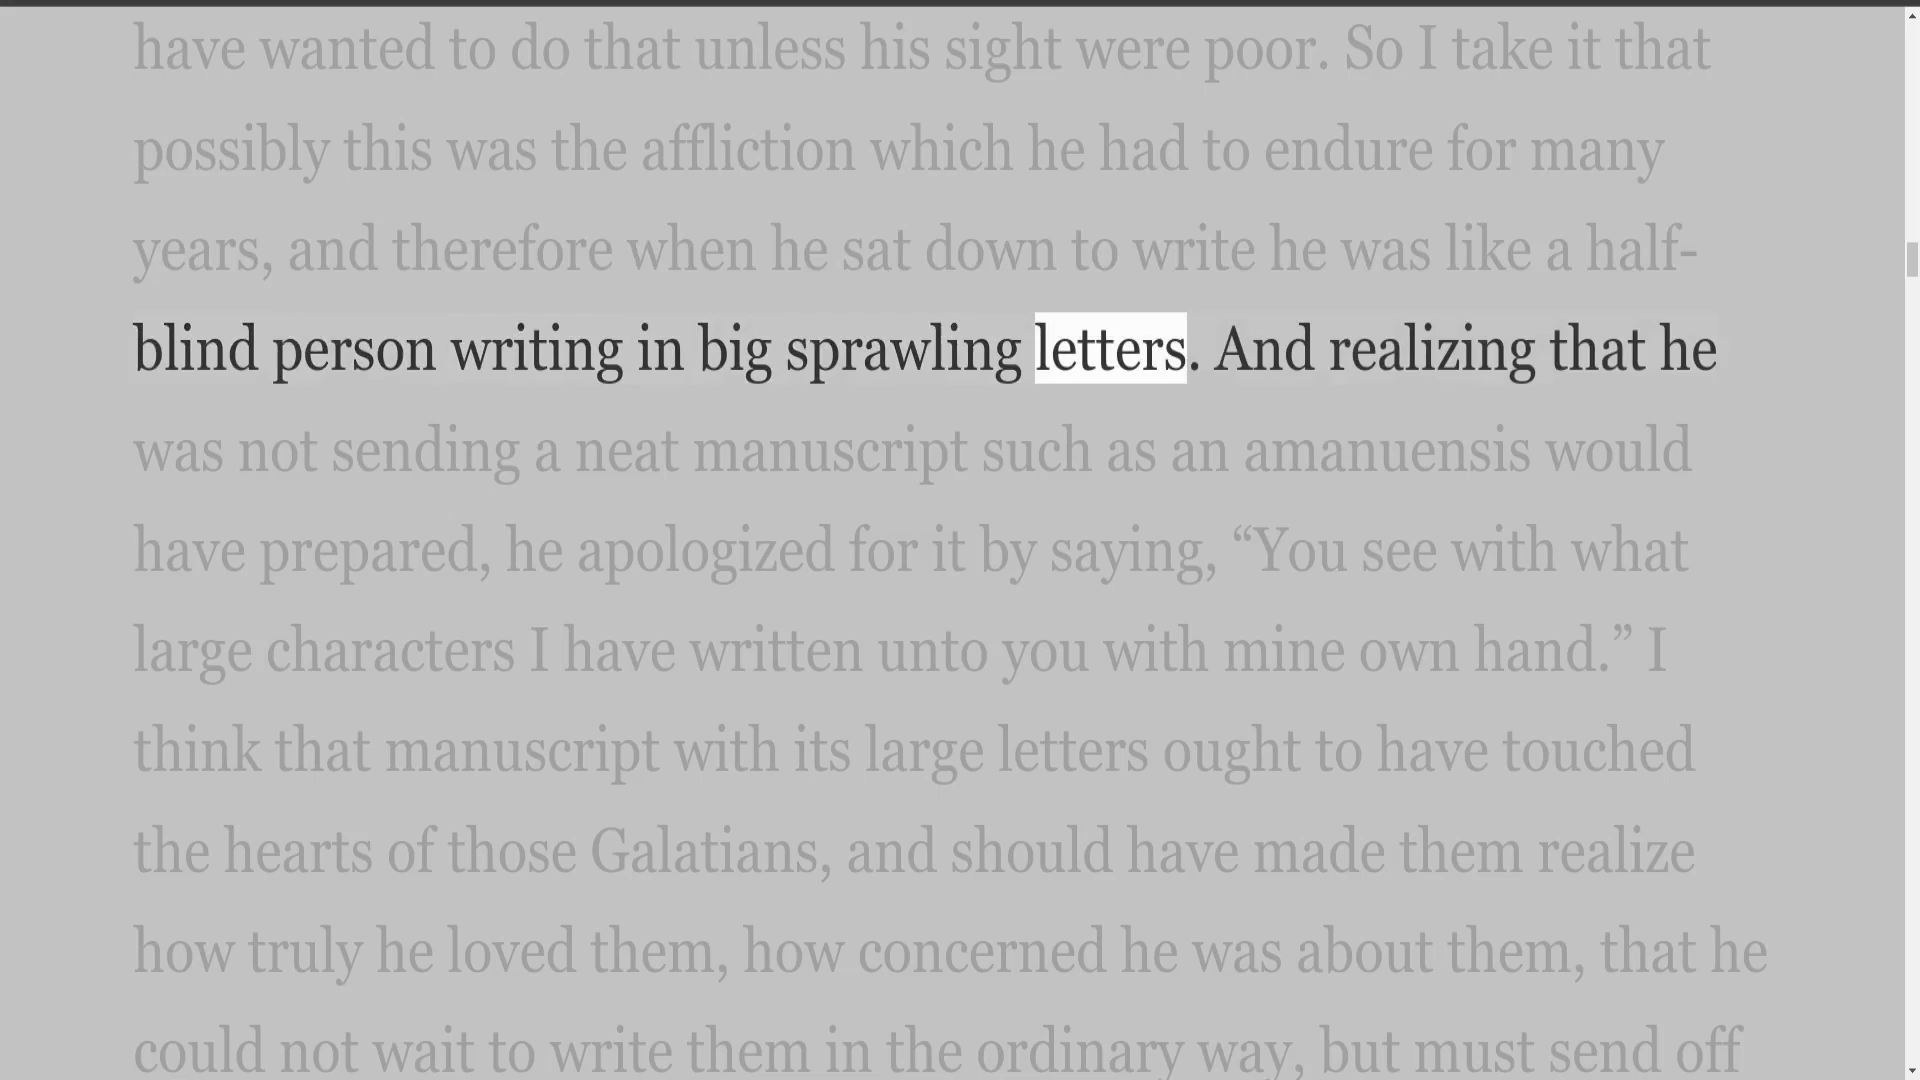 have wanted to do that unless his sight were poor. So I take it that
possibly this was the affliction which he had to endure for many
years, and therefore when he sat down to write he was like a half-
blind person writing in big sprawling letters. And realizing that he
was not sending a neat manuscript such as an amanuensis would
have prepared, he apologized for it by saying, “You see with what
large characters I have written unto you with mine own hand.” I
think that manuscript with its large letters ought to have touched
the hearts of those Galatians, and should have made them realize
how truly he loved them, how concerned he was about them, that he
could not wait to write them in the ordinary way, but must send off